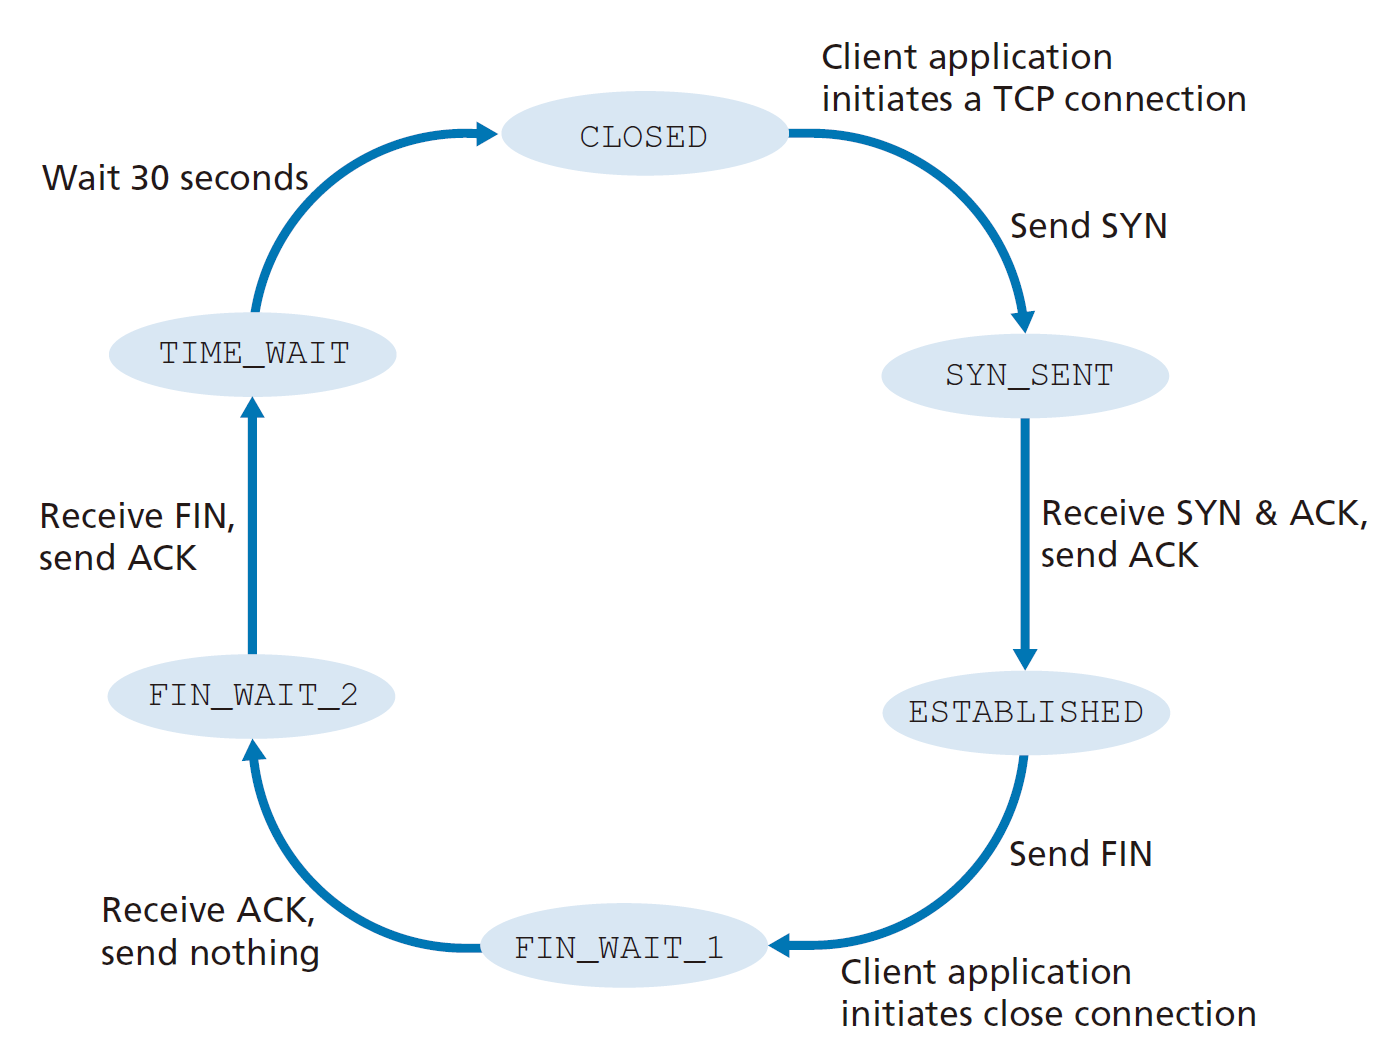 Client application
initiates a TCP connection
CLOSED
Wait 30 seconds
Send SYN
TIME_WAIT
SYN_SENT
Receive FIN,
send ACK
Receive SYN & ACK,
send ACK
FIN_WAIT_2
ESTABLISHED
Send FIN
Receive ACK,
send nothing
FIN_WAIT_1
Client application
initiates close connection